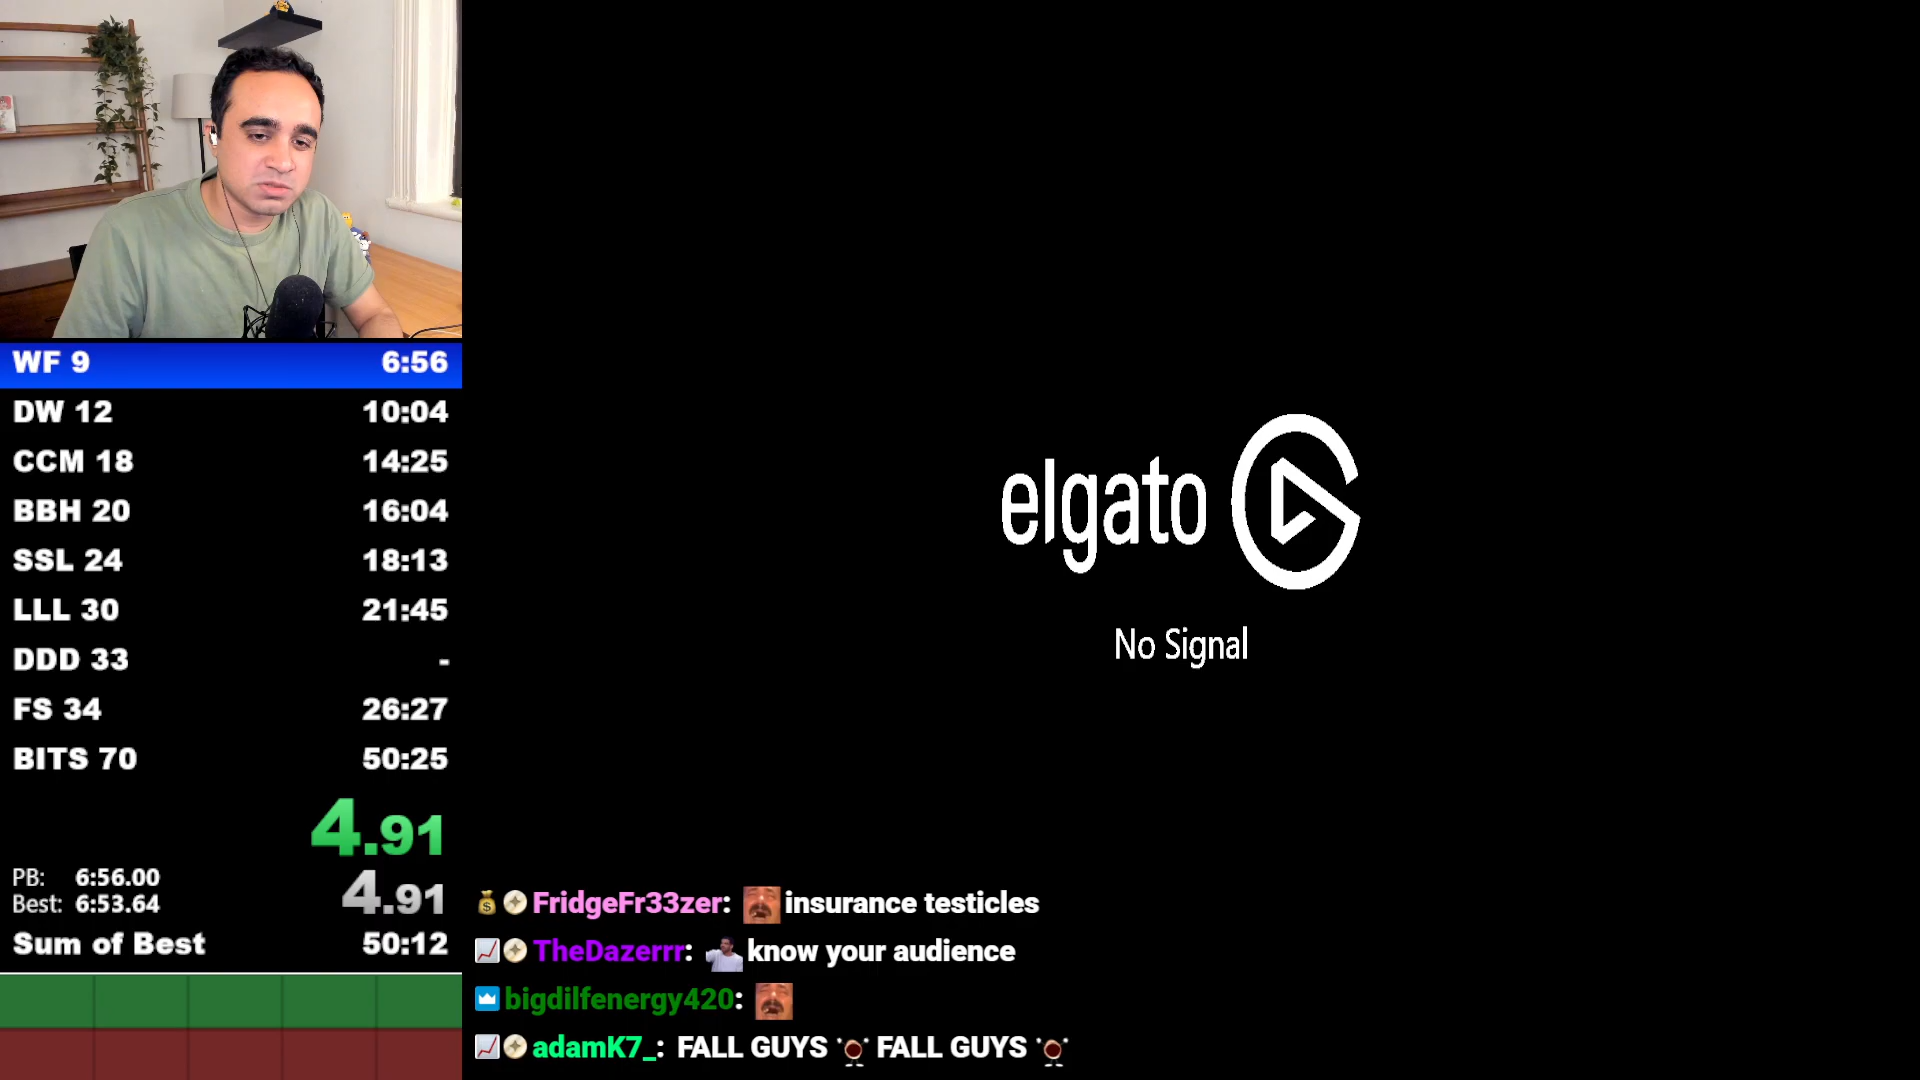 WF 9 6:56
DW 12 10:04
CCM 18 14:25
BBH 20 16:04
SSL 24 18:13
LLL 30 21:45
DDD 33 -
FS 34 26:27
BITS 70 50:25
4.91
PB: 6:56.00
Best: 6:53.64
4.91
Sum of Best 50:12
elgato
No Signal
FridgeFr33zer: insurance testicles
TheDazerrr: know your audience
bigdilfenergy420:
adamK7_: FALL GUYS FALL GUYS